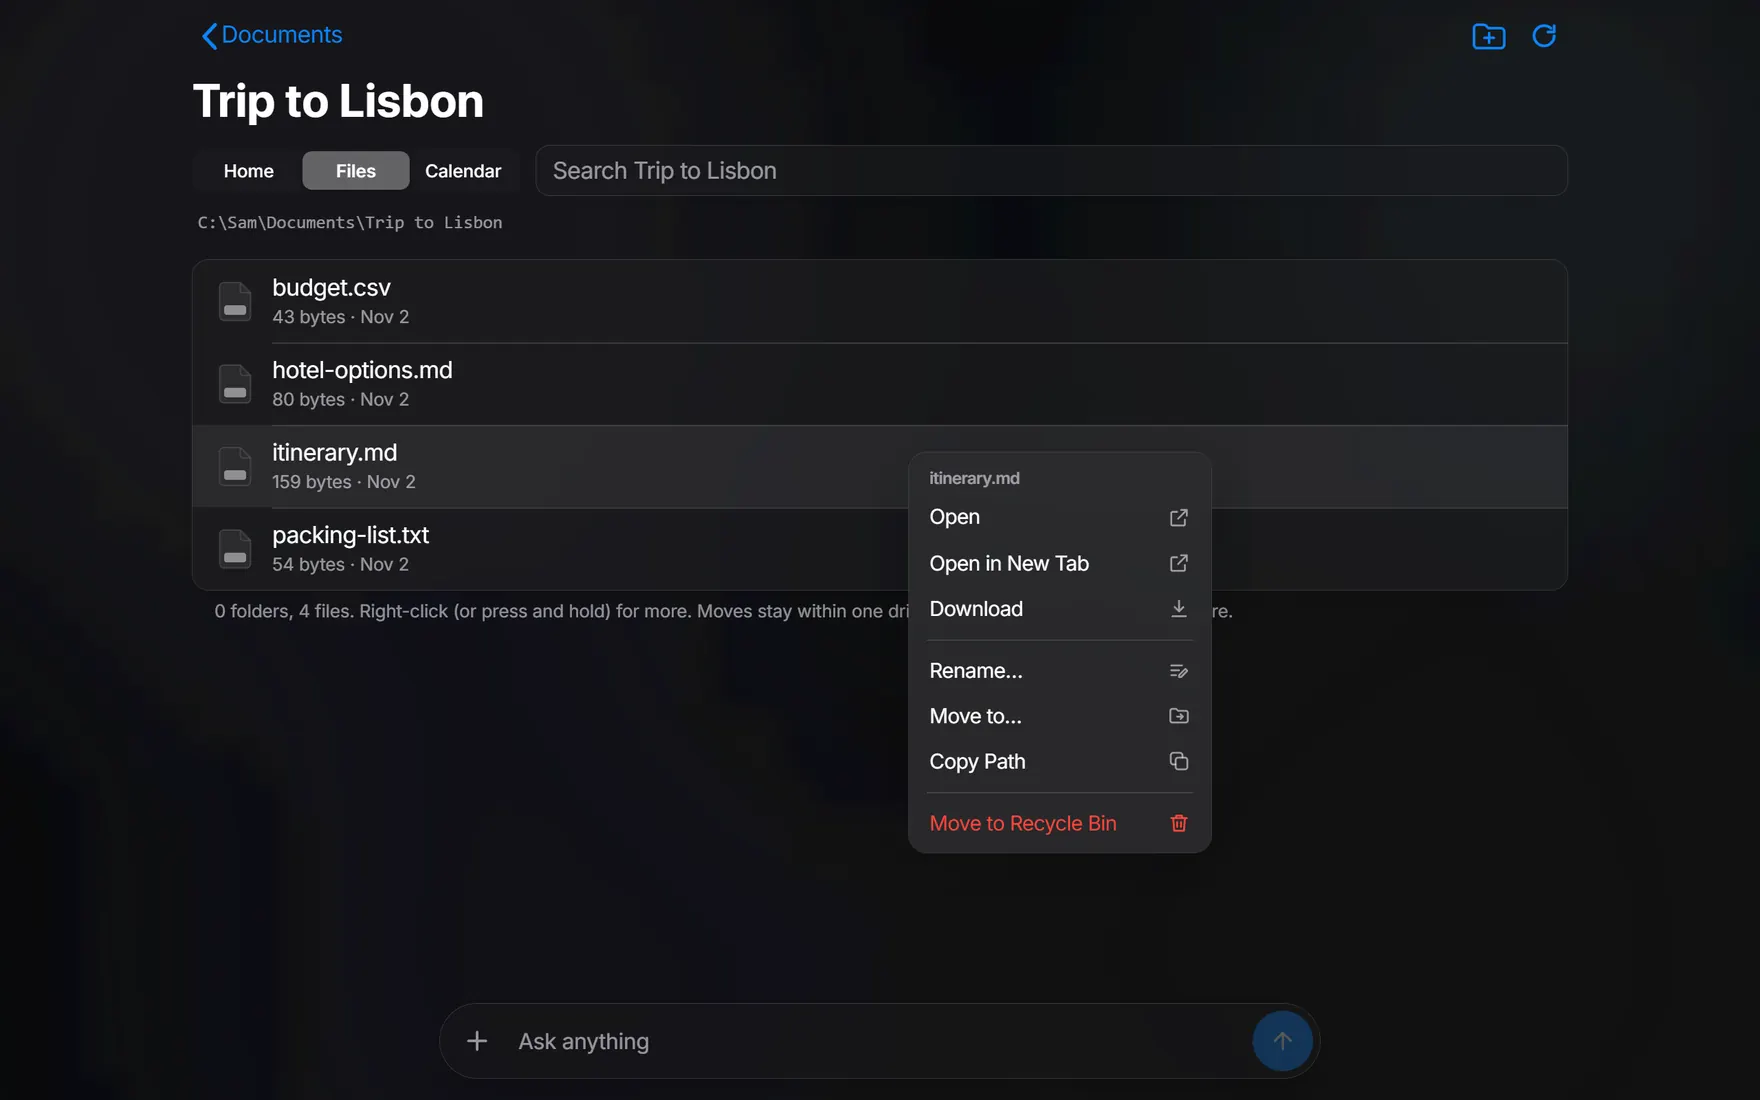 Documents
Trip to Lisbon
Home
Files
Calendar
Search Trip to Lisbon
C:\Sam\Documents\Trip to Lisbon
budget.csv
43 bytes · Nov 2
hotel-options.md
80 bytes · Nov 2
itinerary.md
159 bytes · Nov 2
packing-list.txt
54 bytes · Nov 2
0 folders, 4 files. Right-click (or press and hold) for more. Moves stay within one
itinerary.md
Open
Open in New Tab
Download
Rename...
Move to...
Copy Path
Move to Recycle Bin
Ask anything